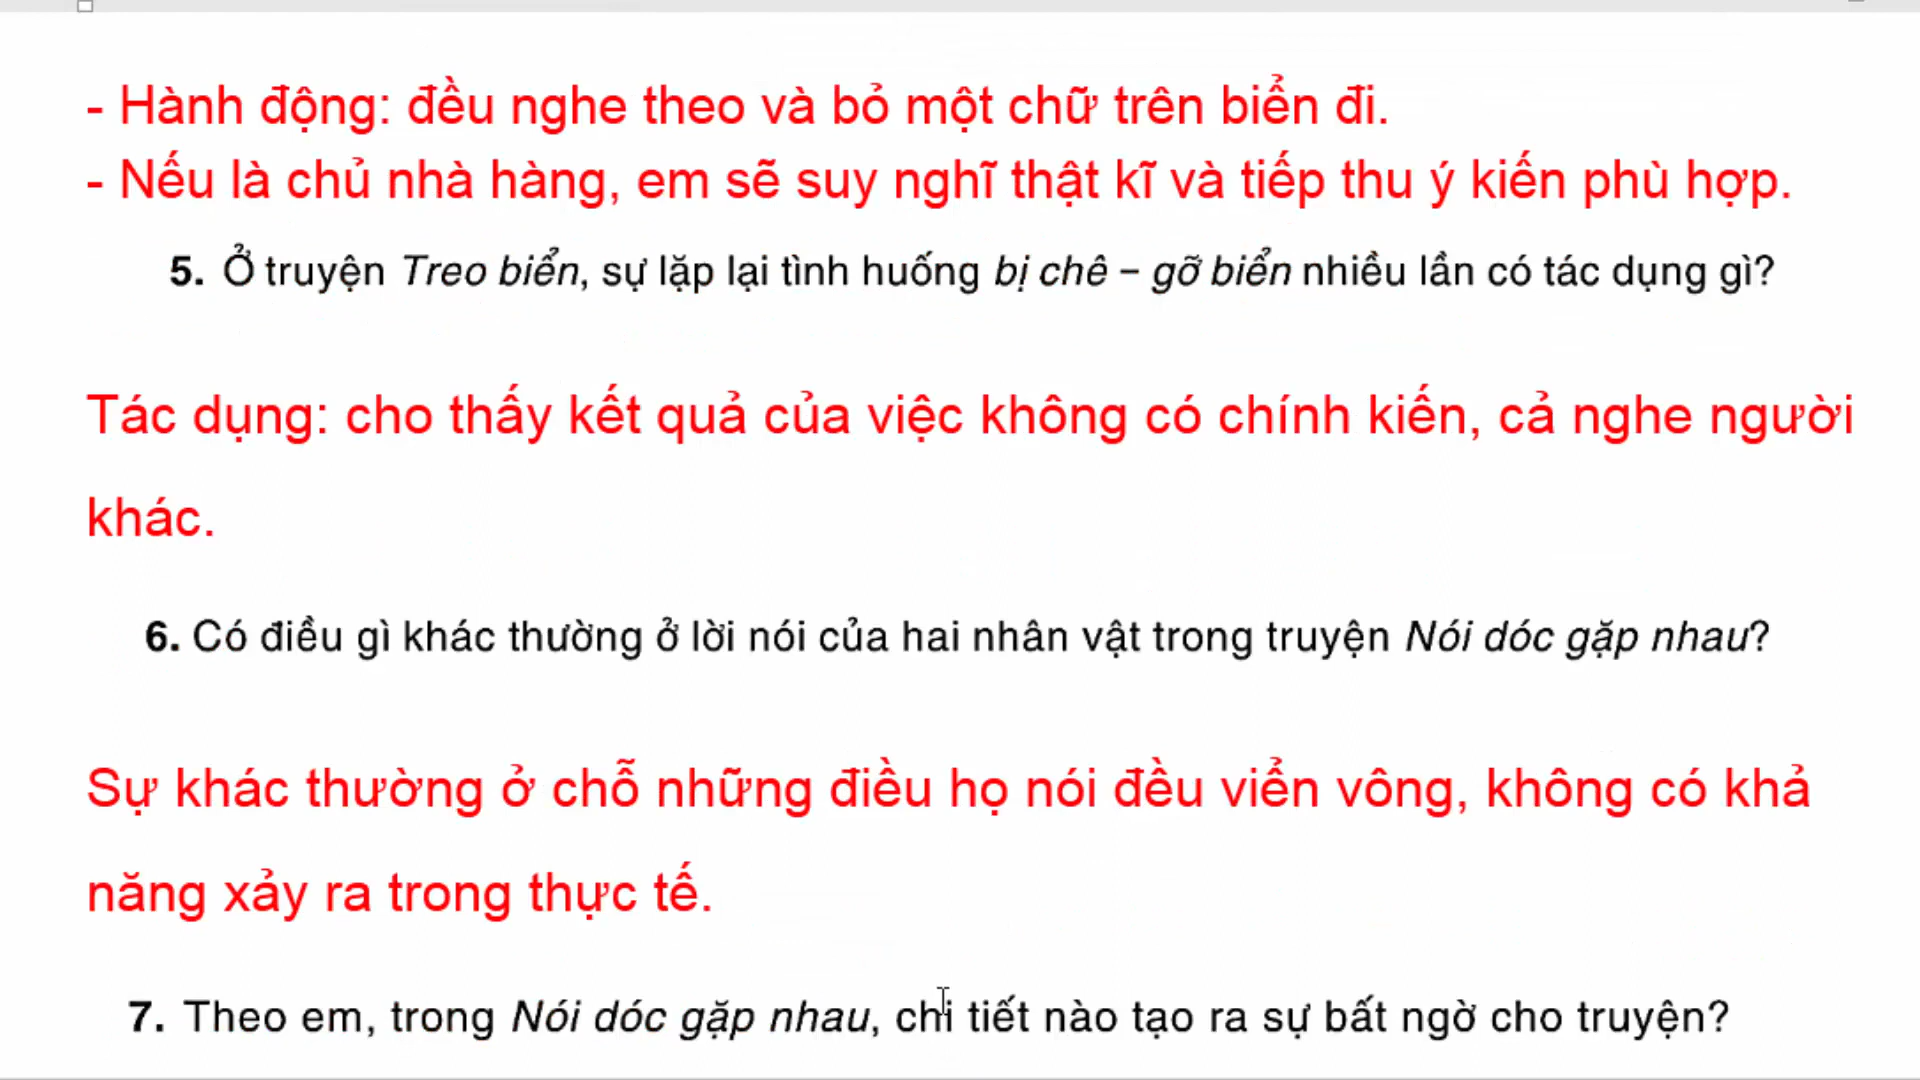 - Hành động: đều nghe theo và bỏ một chữ trên biển đi.
- Nếu là chủ nhà hàng, em sẽ suy nghĩ thật kĩ và tiếp thu ý kiến phù hợp.
5. Ở truyện Treo biển, sự lặp lại tình huống bị chê – gỡ biển nhiều lần có tác dụng gì?
Tác dụng: cho thấy kết quả của việc không có chính kiến, cả nghe người
khác.
6. Có điều gì khác thường ở lời nói của hai nhân vật trong truyện Nói dóc gặp nhau?
Sự khác thường ở chỗ những điều họ nói đều viển vông, không có khả
năng xảy ra trong thực tế.
7. Theo em, trong Nói dóc gặp nhau, chi tiết nào tạo ra sự bất ngờ cho truyện?